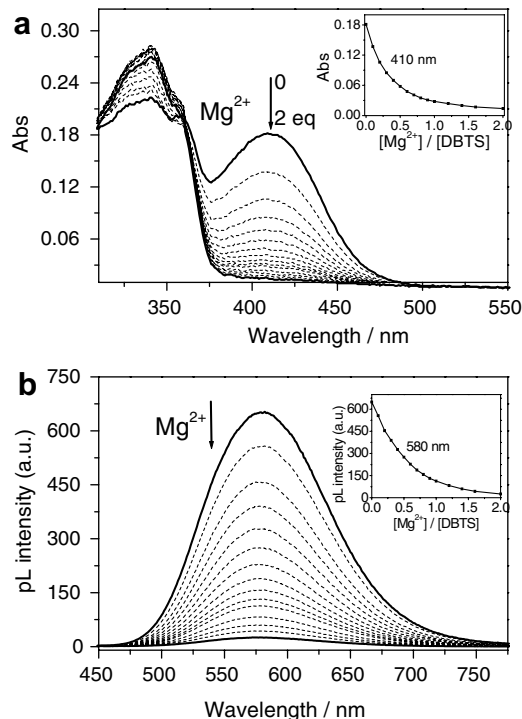 a
0.30
0.24
0.18
0.12
0.06
Abs
Mg2+
0
2 eq
350 400 450 500 550
Wavelength / nm
0.18
0.12
0.06
0.00
Abs
410 nm
0.0 0.5 1.0 1.5 2.0
[Mg2+] / [DBTS]
b
750
600
450
300
150
0
pL intensity (a.u.)
Mg2+
450 500 550 600 650 700 750
Wavelength / nm
600
450
300
150
0
pL intensity (a.u.)
580 nm
0.0 0.5 1.0 1.5 2.0
[Mg2+] / [DBTS]